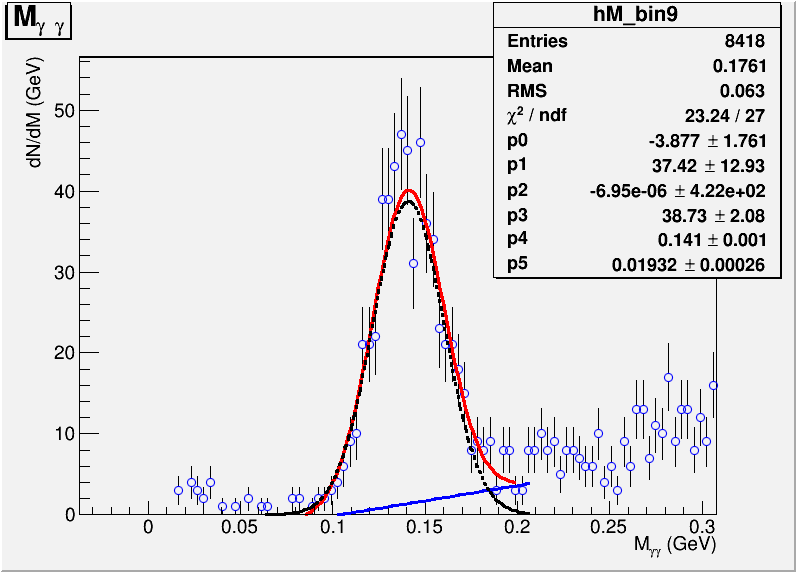 Mγ γ
hM_bin9
Entries 8418
Mean 0.1761
RMS 0.063
χ² / ndf 23.24 / 27
p0 -3.877 ± 1.761
p1 37.42 ± 12.93
p2 -6.95e-06 ± 4.22e+02
p3 38.73 ± 2.08
p4 0.141 ± 0.001
p5 0.01932 ± 0.00026
dN/dM (GeV)
50
40
30
20
10
0
0 0.05 0.1 0.15 0.2 0.25 0.3
Mγγ (GeV)